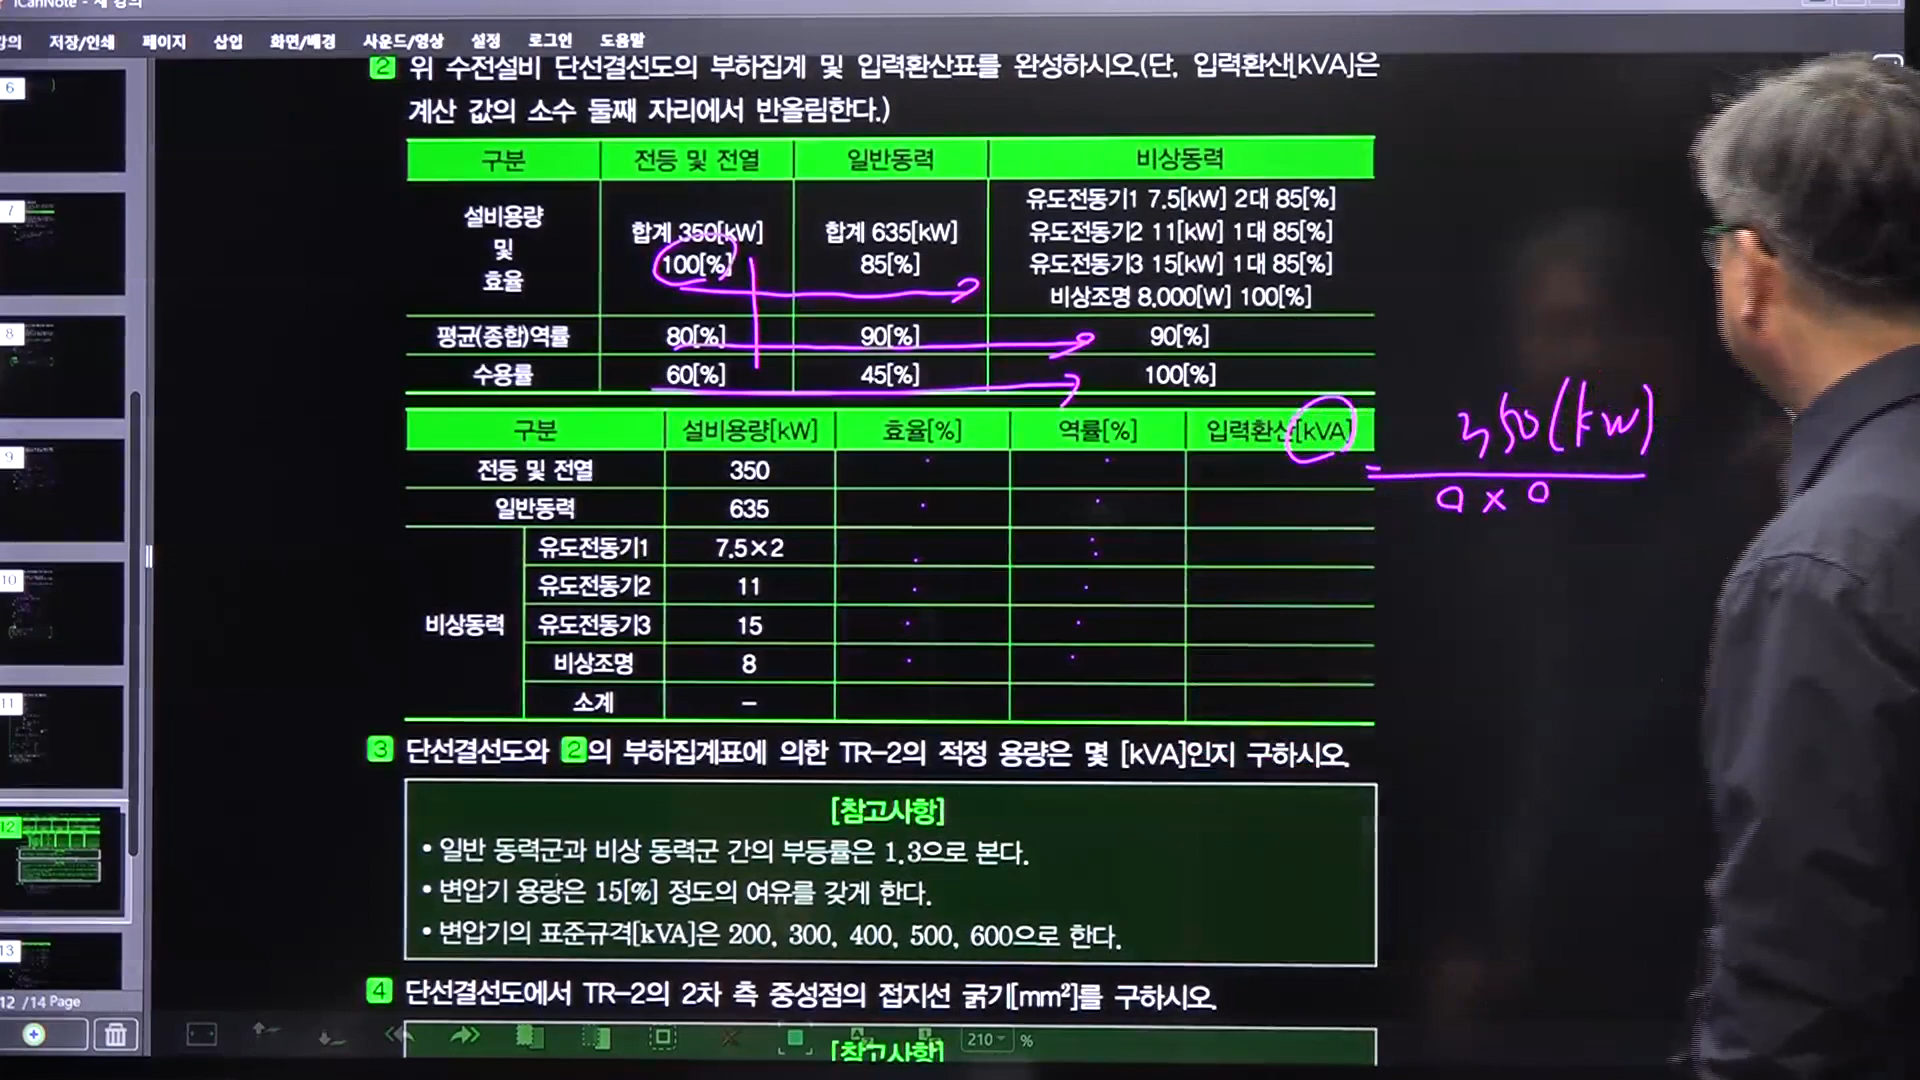 iCanNote - 새 강의
강의 저장/인쇄 페이지 삽입 화면/배경 사운드/영상 설정 로그인 도움말
2 위 수전설비 단선결선도의 부하집계 및 입력환산표를 완성하시오.(단, 입력환산[kVA]은
계산 값의 소수 둘째 자리에서 반올림한다.)
구분 전등 및 전열 일반동력 비상동력
설비용량 및 효율 합계 350[kW] 100[%] 합계 635[kW] 85[%] 유도전동기1 7.5[kW] 2대 85[%]
유도전동기2 11[kW] 1대 85[%]
유도전동기3 15[kW] 1대 85[%]
비상조명 8,000[W] 100[%]
평균(종합)역률 80[%] 90[%] 90[%]
수용률 60[%] 45[%] 100[%]
구분 설비용량[kW] 효율[%] 역률[%] 입력환산[kVA]
전등 및 전열 350
일반동력 635
비상동력 유도전동기1 7.5×2
유도전동기2 11
유도전동기3 15
비상조명 8
소계 –
= 350(kW)
0 × 0
3 단선결선도와 2의 부하집계표에 의한 TR-2의 적정 용량은 몇 [kVA]인지 구하시오.
[참고사항]
• 일반 동력군과 비상 동력군 간의 부등률은 1.3으로 본다.
• 변압기 용량은 15[%] 정도의 여유를 갖게 한다.
• 변압기의 표준규격[kVA]은 200, 300, 400, 500, 600으로 한다.
4 단선결선도에서 TR-2의 2차 측 중성점의 접지선 굵기[mm²]를 구하시오.
[참고사항]
6
7
8
9
10
11
12
13
12 /14 Page
210 %